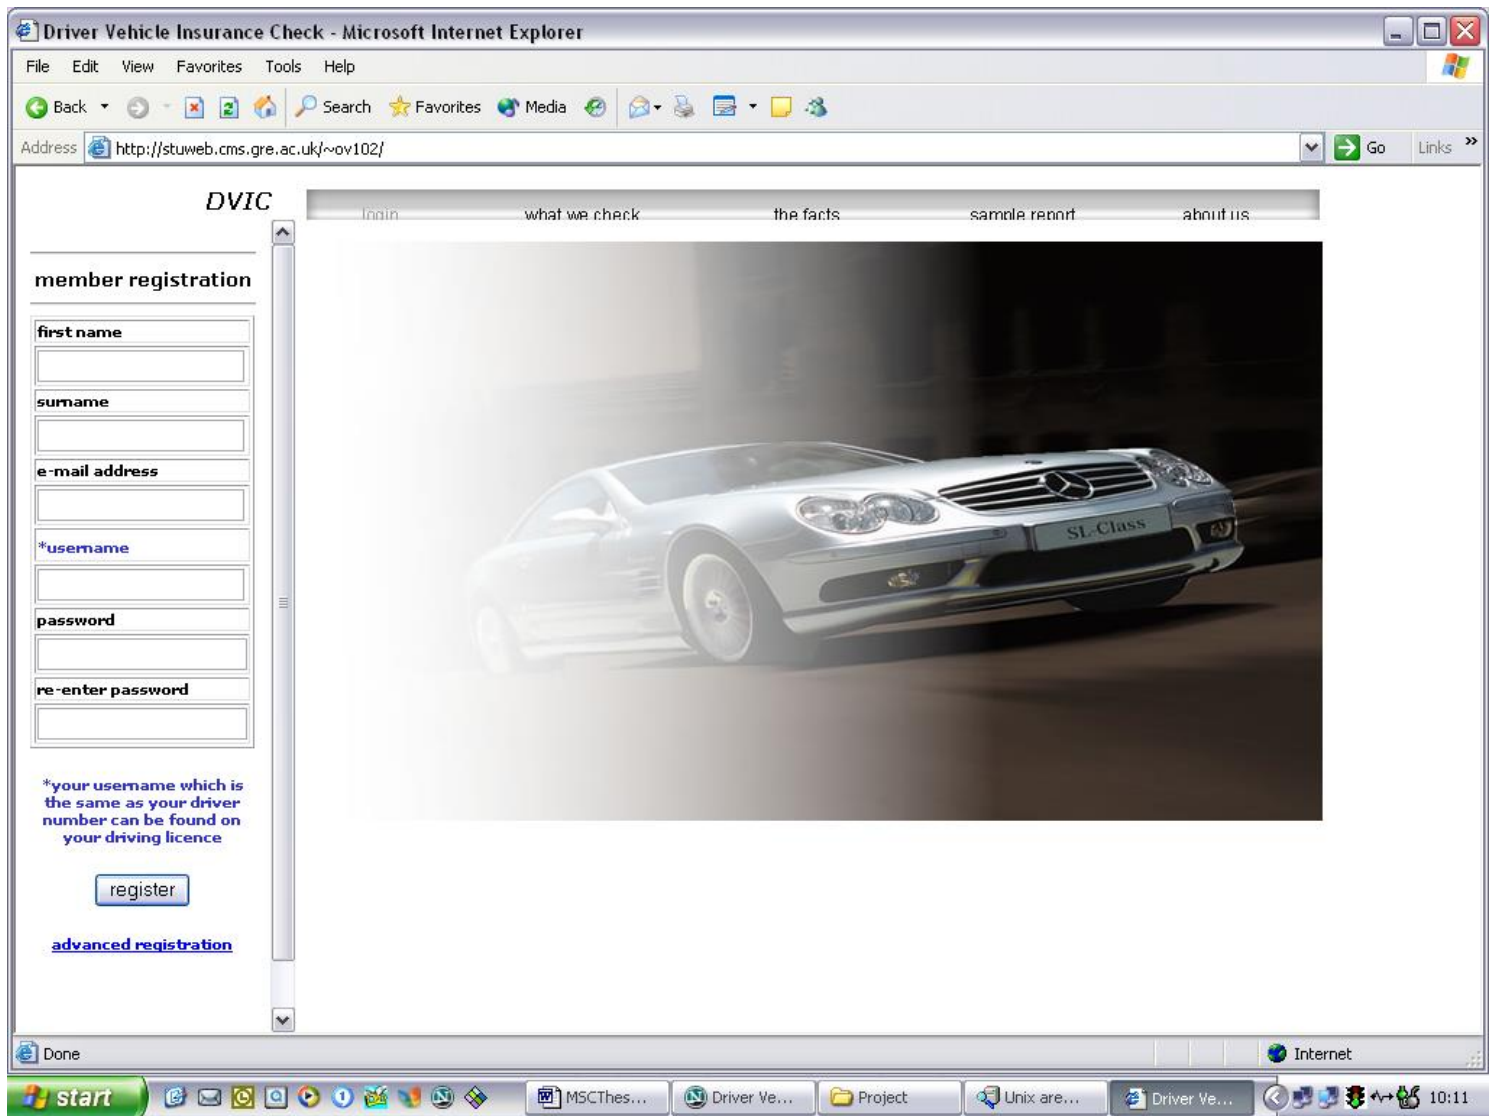 Driver Vehicle Insurance Check - Microsoft Internet Explorer
File Edit View Favorites Tools Help
Back Search Favorites Media
Address http://stuweb.cms.gre.ac.uk/~ov102/ Go Links »
DVIC
login what we check the facts sample report about us
member registration
first name
surname
e-mail address
*username
password
re-enter password
*your username which is
the same as your driver
number can be found on
your driving licence
register
advanced registration
SL-Class
Done Internet
start MSCThes... Driver Ve... Project Unix are... Driver Ve... 10:11